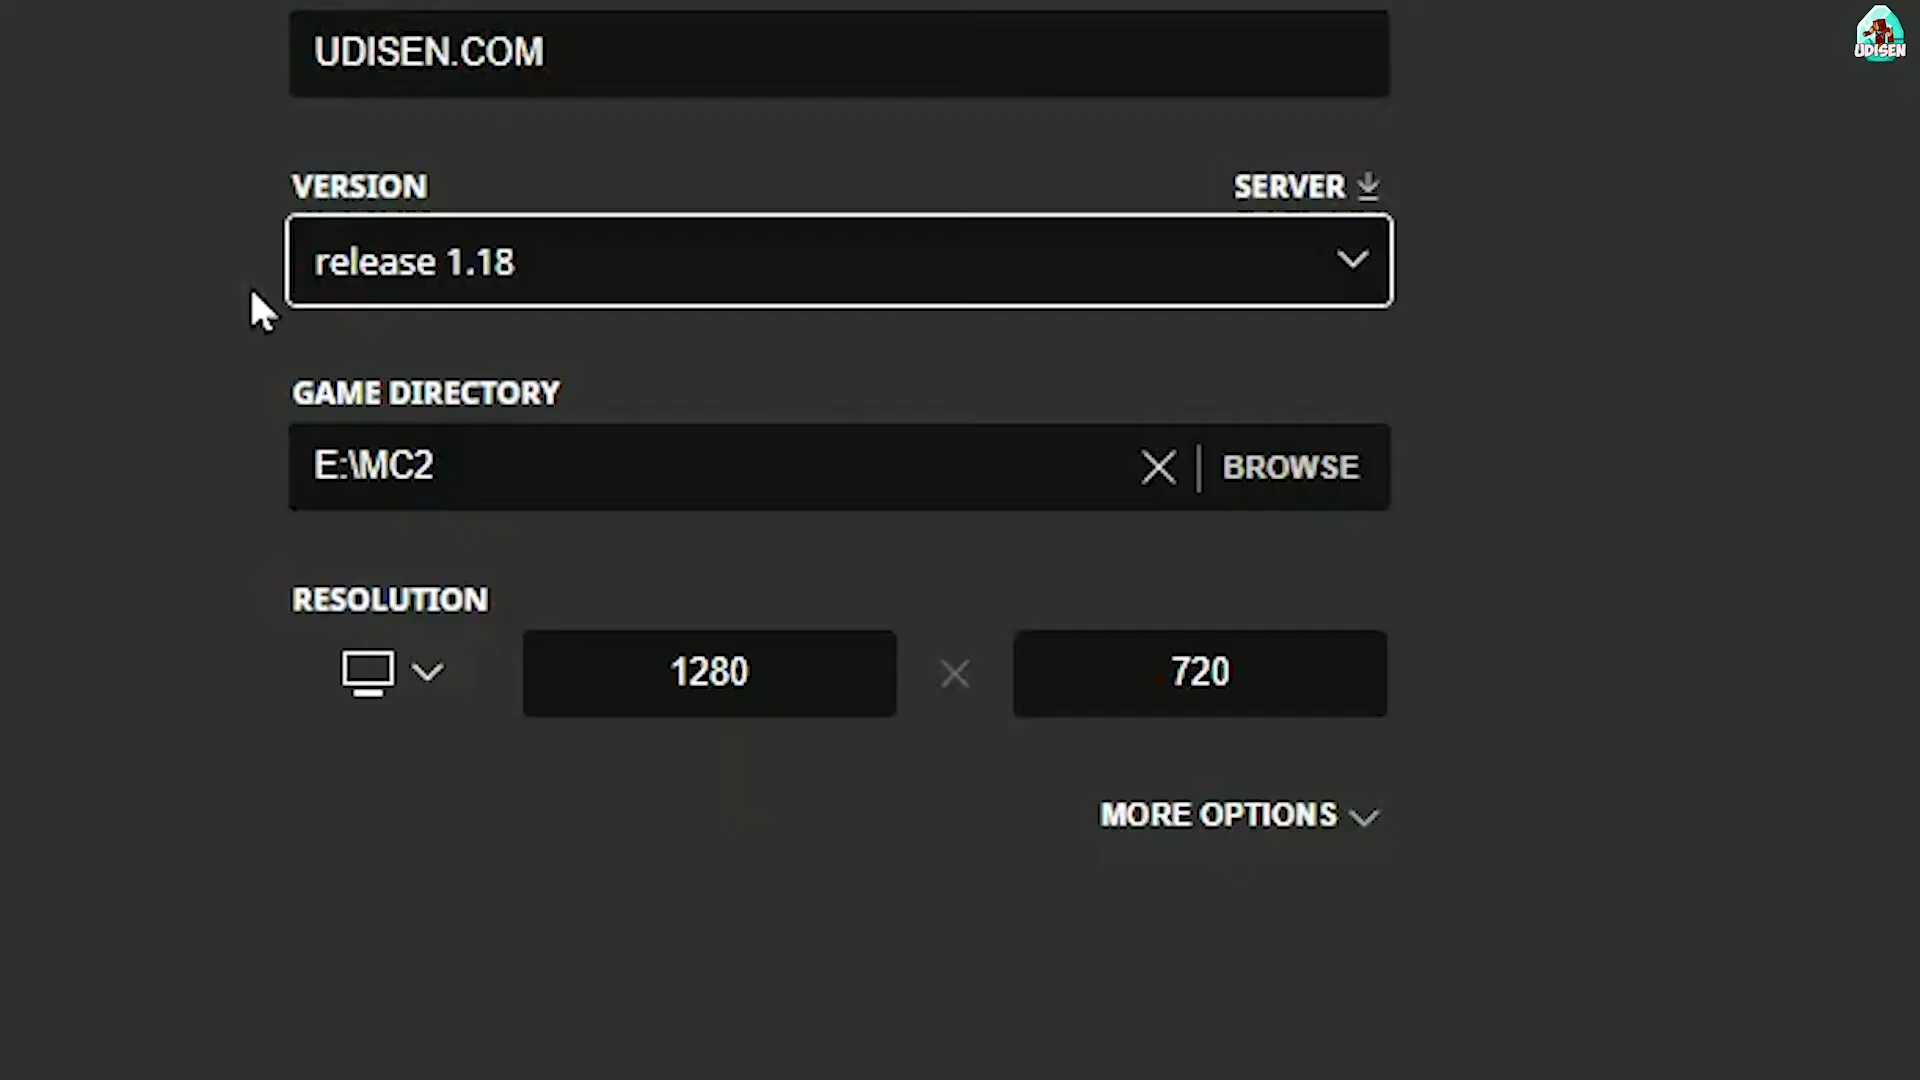 UDISEN.COM
UDISEN
VERSION
SERVER
release 1.18
GAME DIRECTORY
E:\MC2
BROWSE
RESOLUTION
1280
720
MORE OPTIONS